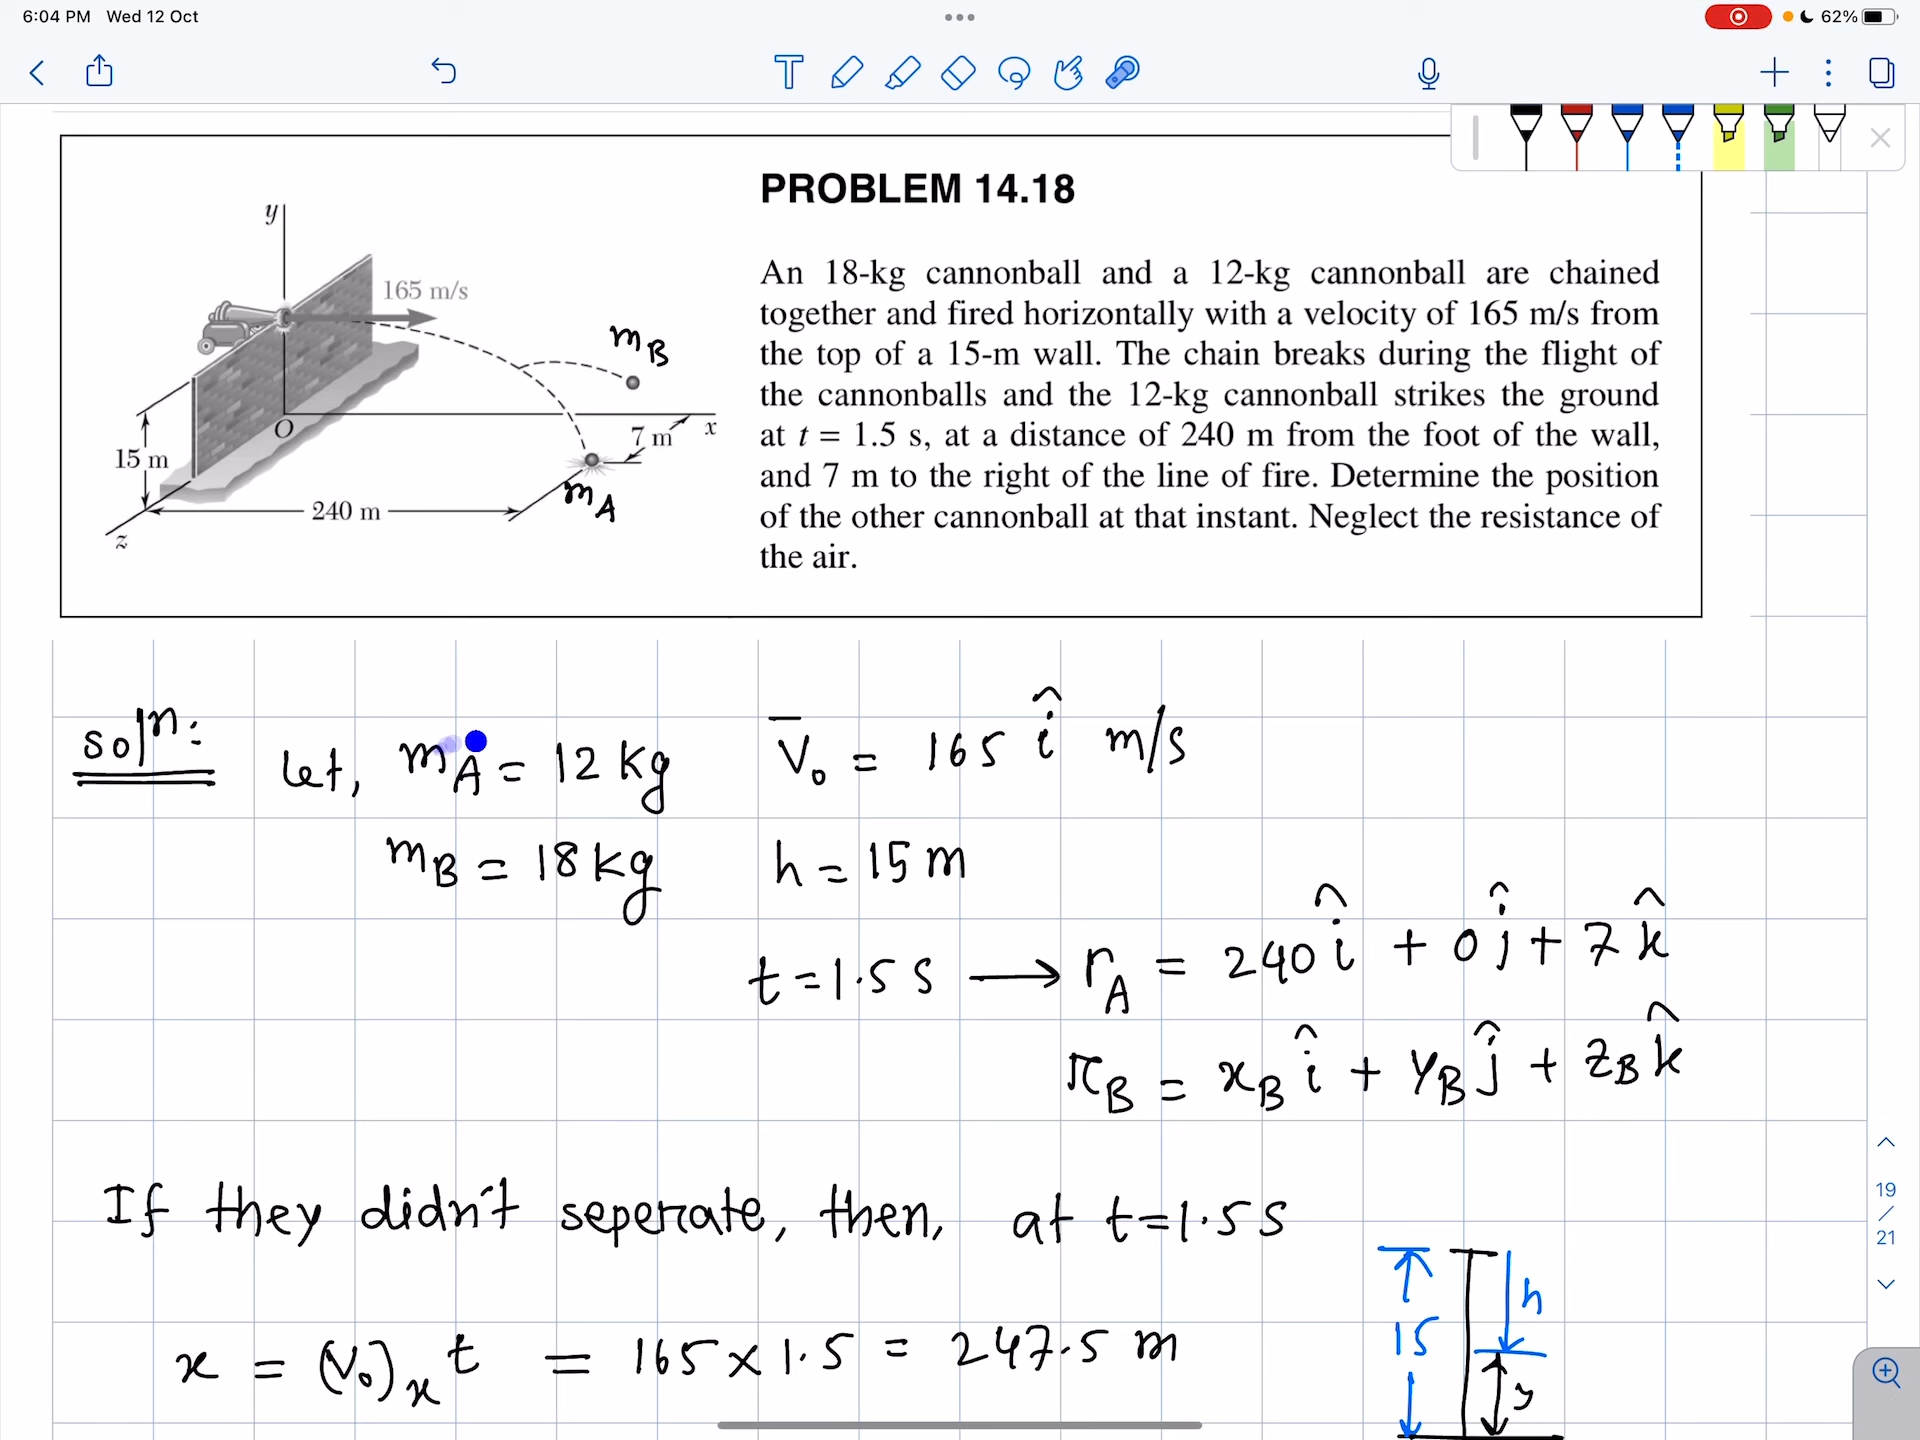 6:04 PM Wed 12 Oct
62%
PROBLEM 14.18
An 18-kg cannonball and a 12-kg cannonball are chained
together and fired horizontally with a velocity of 165 m/s from
the top of a 15-m wall. The chain breaks during the flight of
the cannonballs and the 12-kg cannonball strikes the ground
at t = 1.5 s, at a distance of 240 m from the foot of the wall,
and 7 m to the right of the line of fire. Determine the position
of the other cannonball at that instant. Neglect the resistance of
the air.
y
165 m/s
m_B
O
x
7 m
15 m
m_A
240 m
z
solⁿ:
let, m_A = 12 kg
V̄₀ = 165 î m/s
m_B = 18 kg
h = 15 m
t = 1.5 s → r_A = 240 î + 0 ĵ + 7 k̂
r_B = x_B î + y_B ĵ + z_B k̂
If they didn't seperate, then, at t = 1.5 s
x = (V₀)ₓ t = 165 × 1.5 = 247.5 m
15
h
y
19
/
21